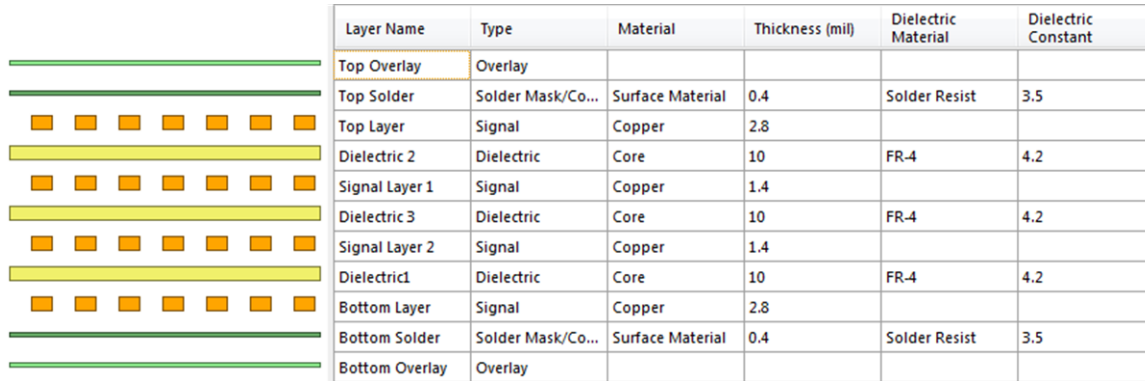 Layer Name Type Material Thickness (mil) Dielectric Material Dielectric Constant
Top Overlay Overlay
Top Solder Solder Mask/Co... Surface Material 0.4 Solder Resist 3.5
Top Layer Signal Copper 2.8
Dielectric 2 Dielectric Core 10 FR-4 4.2
Signal Layer 1 Signal Copper 1.4
Dielectric 3 Dielectric Core 10 FR-4 4.2
Signal Layer 2 Signal Copper 1.4
Dielectric1 Dielectric Core 10 FR-4 4.2
Bottom Layer Signal Copper 2.8
Bottom Solder Solder Mask/Co... Surface Material 0.4 Solder Resist 3.5
Bottom Overlay Overlay